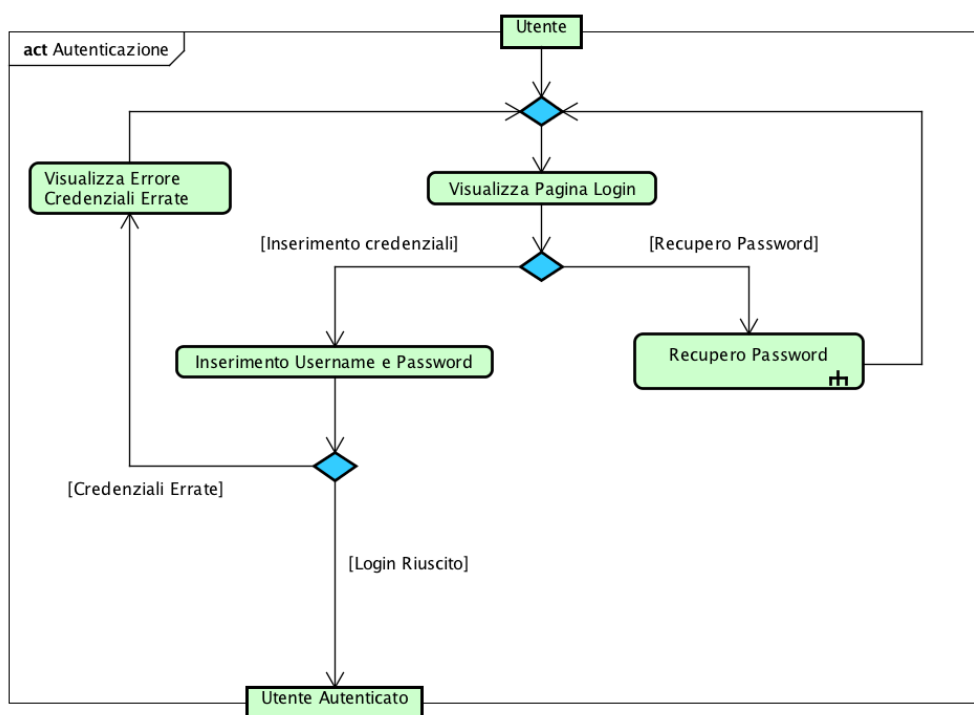 Utente
act Autenticazione
Visualizza Errore
Credenziali Errate
Visualizza Pagina Login
[Inserimento credenziali]
[Recupero Password]
Inserimento Username e Password
Recupero Password
[Credenziali Errate]
[Login Riuscito]
Utente Autenticato